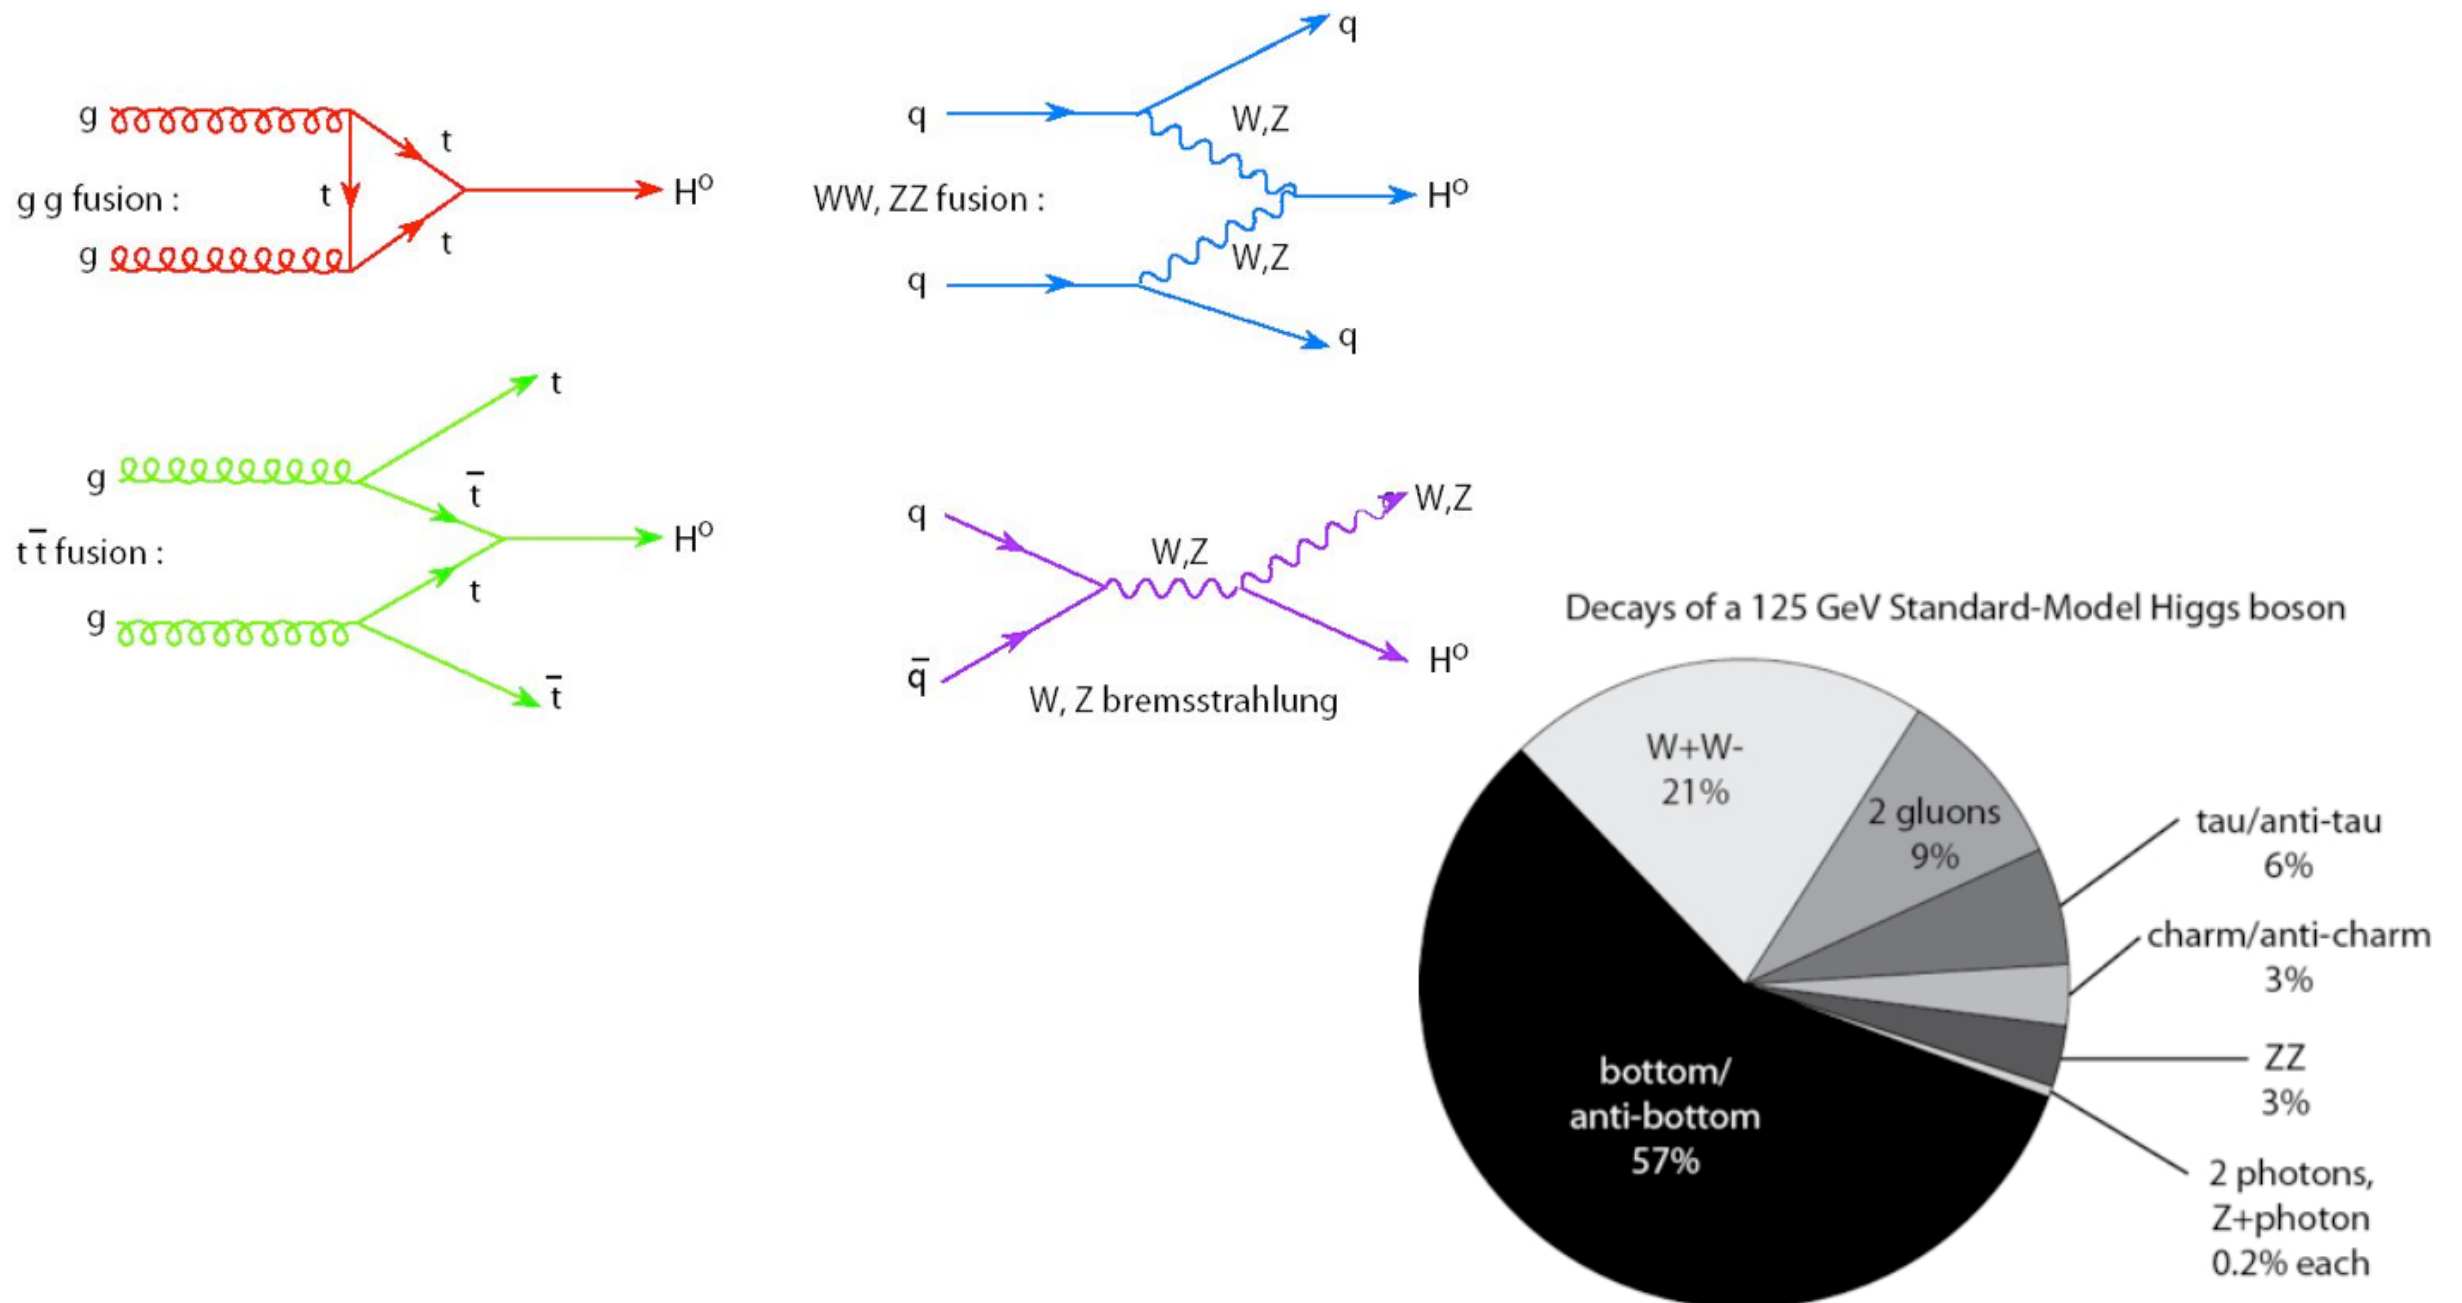 g
t
g g fusion :
t
H⁰
g
t
q
q
W,Z
WW, ZZ fusion :
H⁰
q
W,Z
q
t
g
t̅
t t̅ fusion :
H⁰
g
t
t̅
q
W,Z
W,Z
q̅
H⁰
W, Z bremsstrahlung
Decays of a 125 GeV Standard-Model Higgs boson
W+W-
21%
2 gluons
9%
tau/anti-tau
6%
charm/anti-charm
3%
ZZ
3%
bottom/
anti-bottom
57%
2 photons,
Z+photon
0.2% each